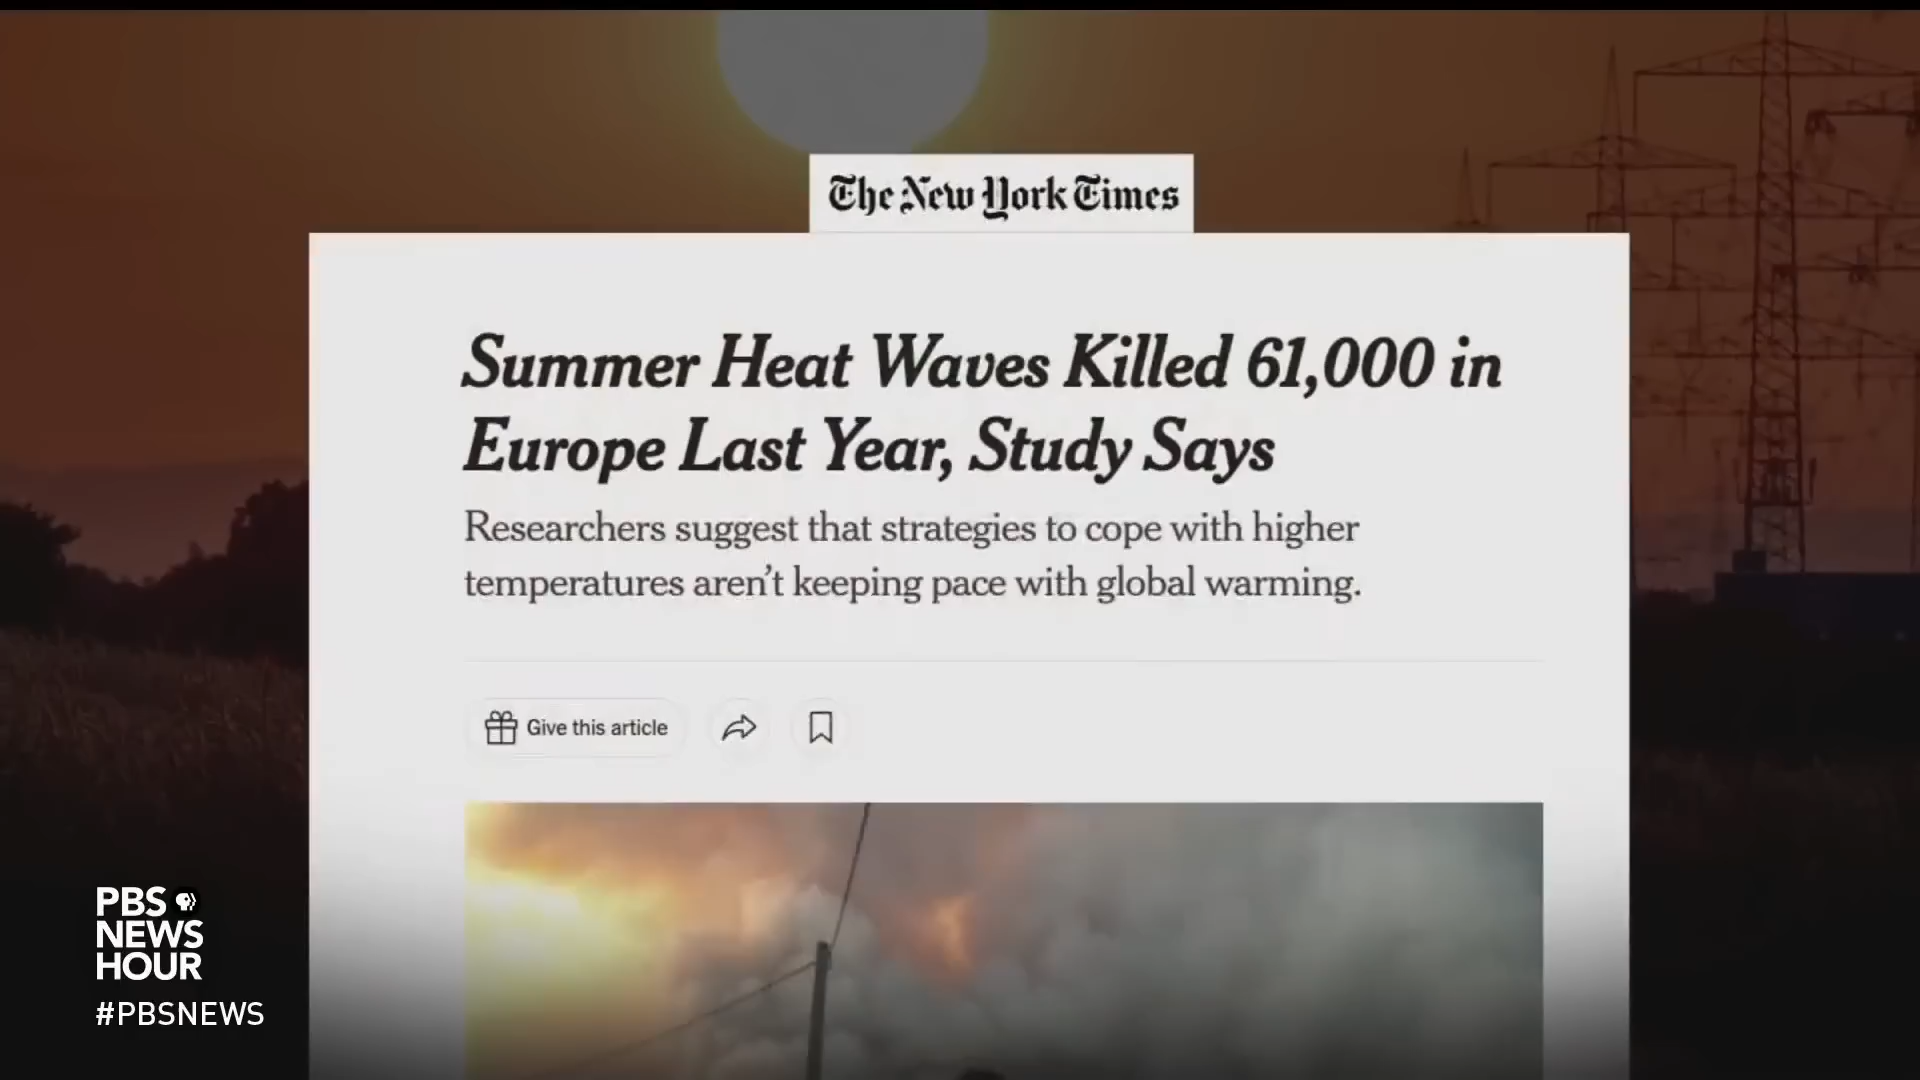 The New York Times
Summer Heat Waves Killed 61,000 in
Europe Last Year, Study Says
Researchers suggest that strategies to cope with higher
temperatures aren't keeping pace with global warming.
Give this article
PBS
NEWS
HOUR
#PBSNEWS